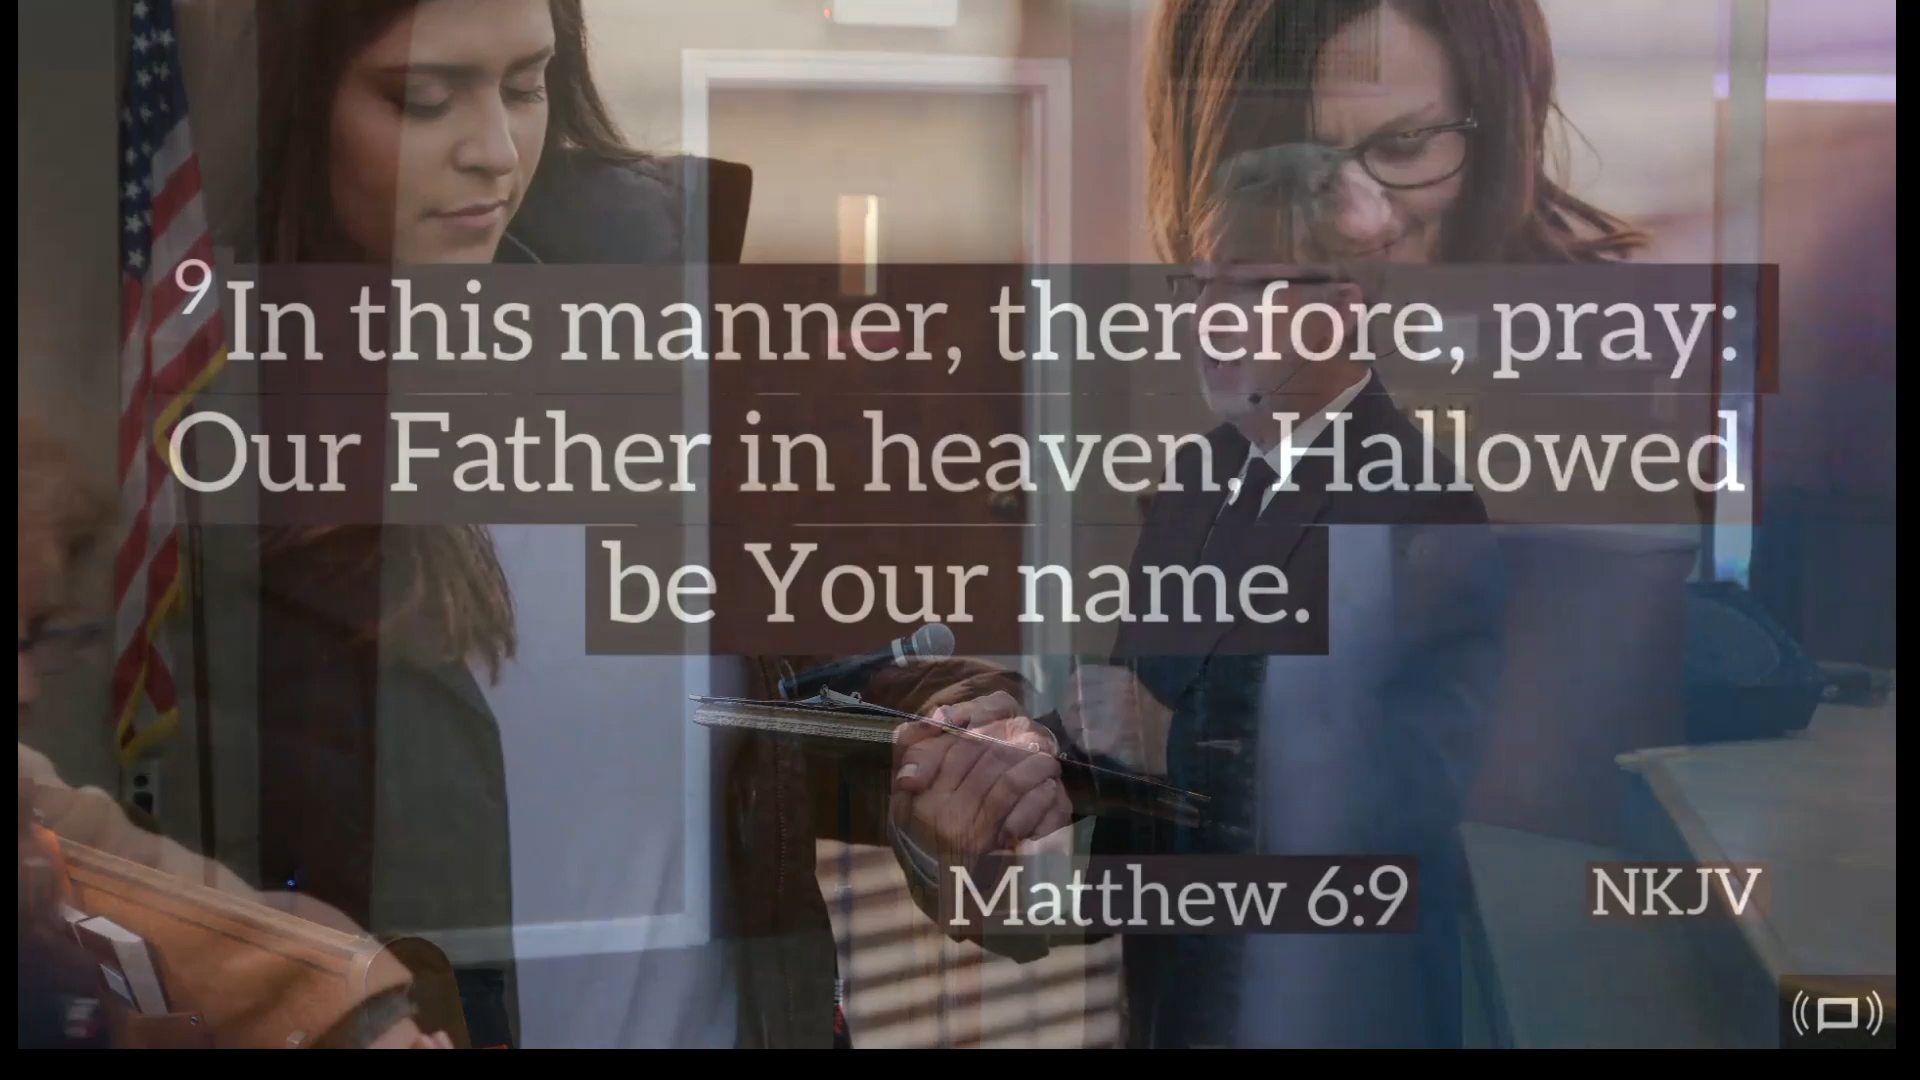 9In this manner, therefore, pray:
Our Father in heaven, Hallowed
be Your name.
Matthew 6:9 NKJV